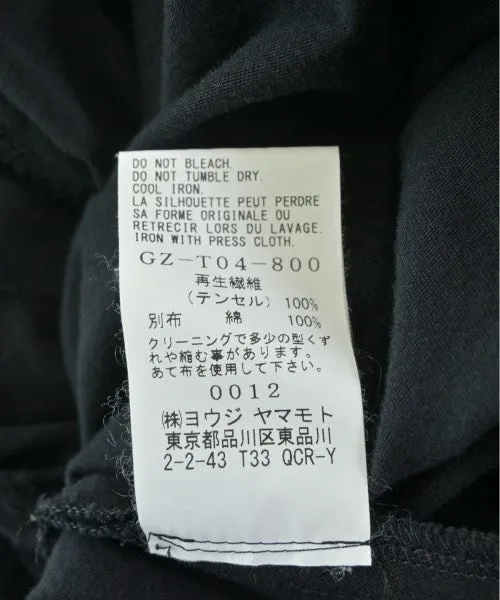 DO NOT BLEACH.
DO NOT TUMBLE DRY.
COOL IRON.
LA SILHOUETTE PEUT PERDRE
SA FORME ORIGINALE OU
RETRECIR LORS DU LAVAGE.
IRON WITH PRESS CLOTH.
GZ-T04-800
再生繊維
(テンセル) 100%
別布 綿 100%
クリーニングで多少の型くず
れや縮む事があります。
あて布を使用して下さい。
0012
㈱ヨウジ ヤマモト
東京都品川区東品川
2-2-43 T33 QCR-Y